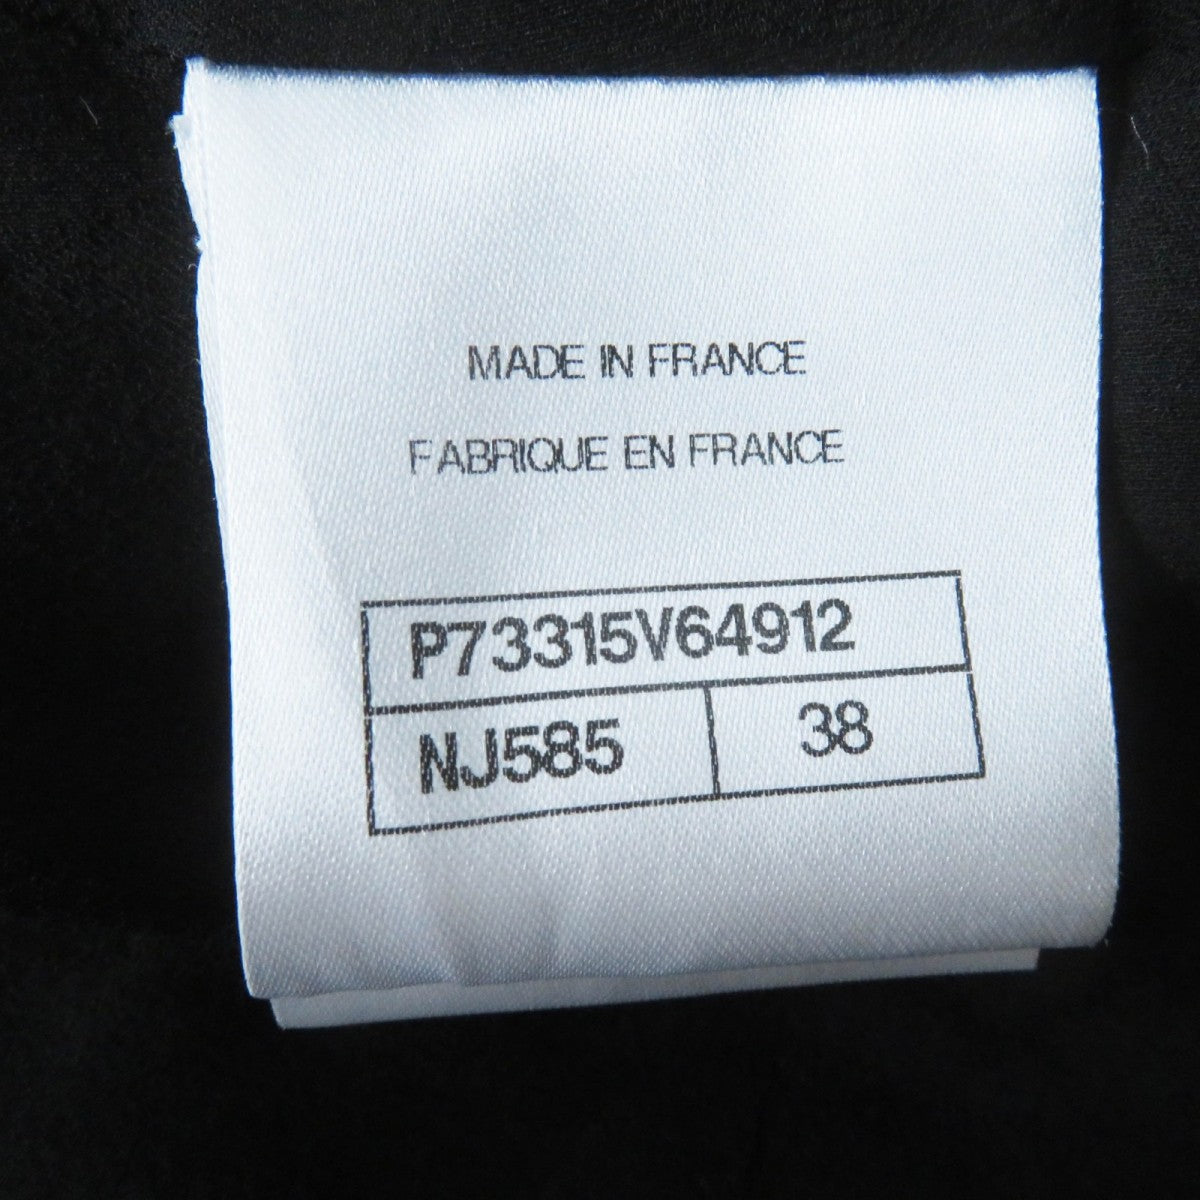 MADE IN FRANCE
FABRIQUE EN FRANCE
P73315V64912
NJ585 38